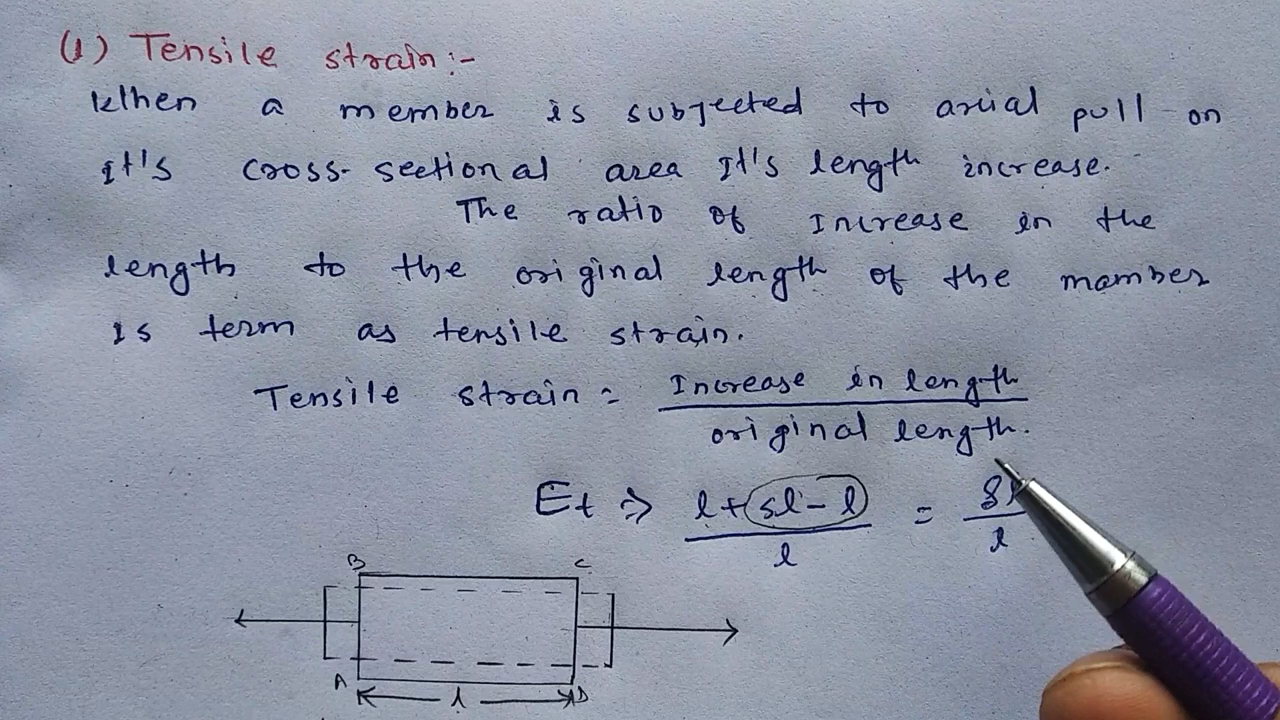 (1) Tensile strain:-
When a member is subjected to axial pull on
it's cross-sectional area It's length increase.
The ratio of Increase in the
length to the original length of the mamber
is term as tensile strain.
Tensile strain = Increase in length
original length.
Et => l+δl-l = δl
l l
B C
A D
l